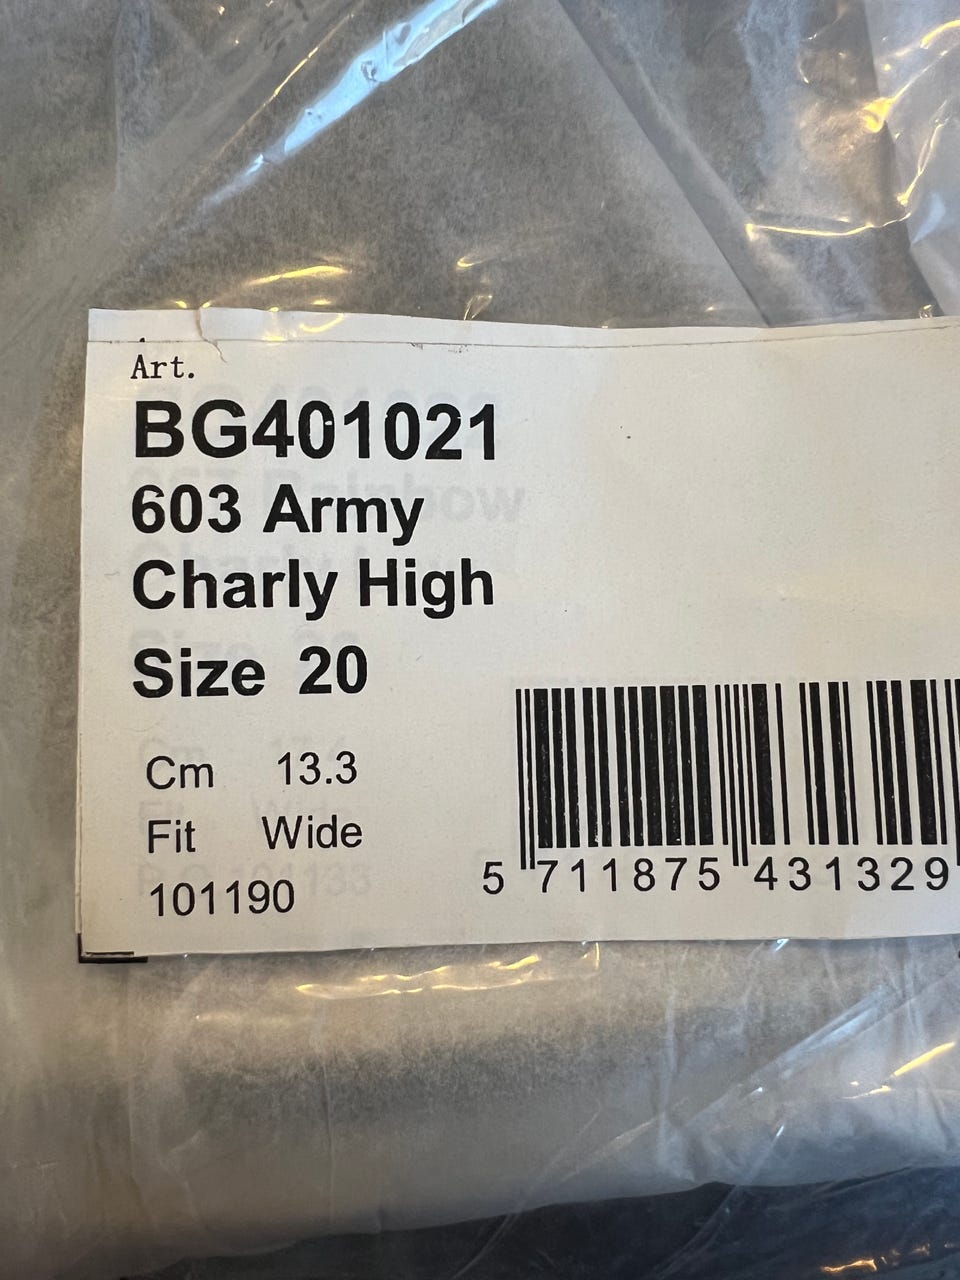 Art.
BG401021
603 Army
Charly High
Size 20
Cm 13.3
Fit Wide
101190
5 711875 431329